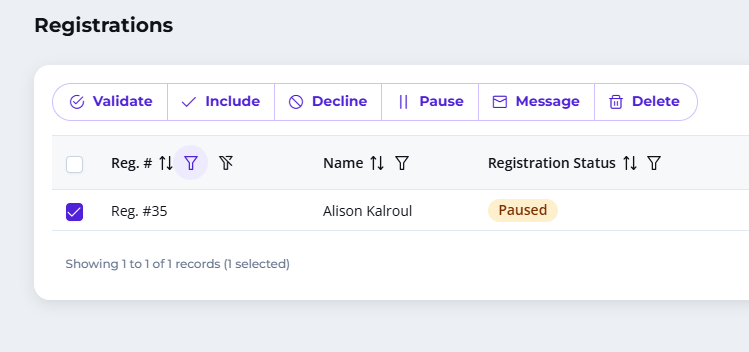 Registrations
Validate Include Decline Pause Message Delete
Reg. # Name Registration Status
Reg. #35 Alison Kalroul Paused
Showing 1 to 1 of 1 records (1 selected)